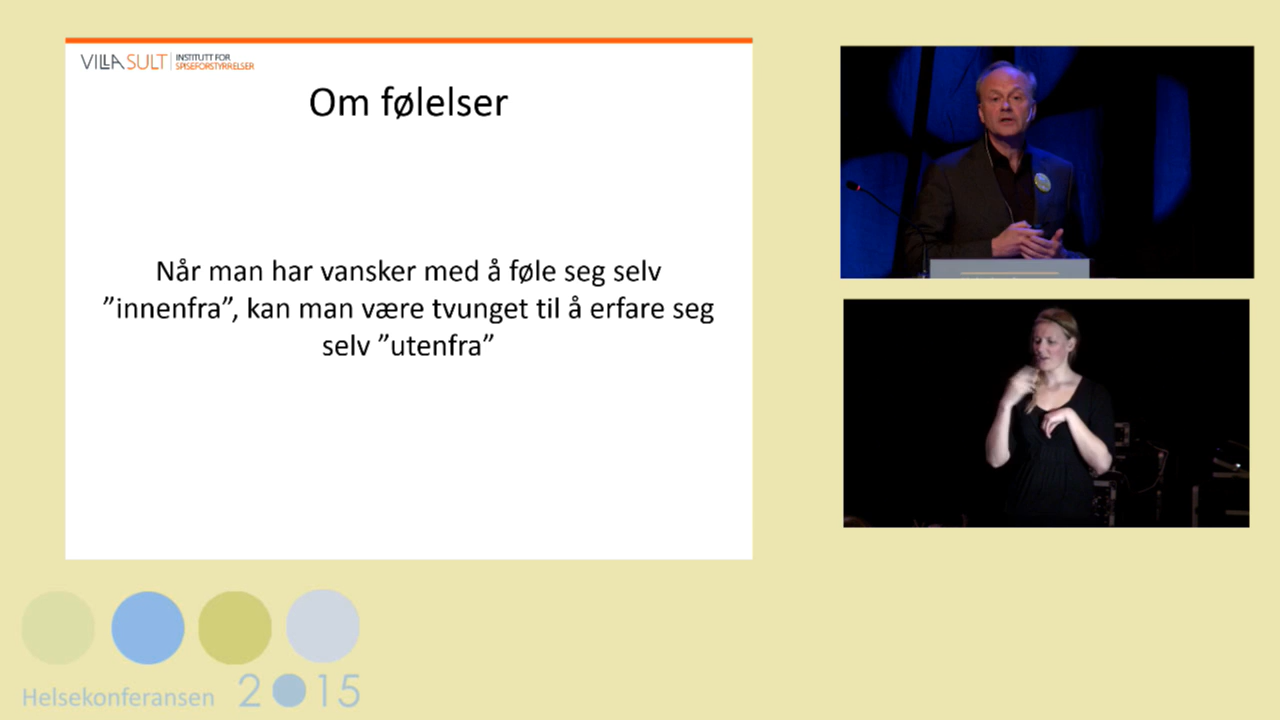 VILLA SULT
INSTITUTT FOR
SPISEFORSTYRRELSER
Om følelser
Når man har vansker med å føle seg selv
”innenfra”, kan man være tvunget til å erfare seg
selv ”utenfra”
Helsekonferansen 2015